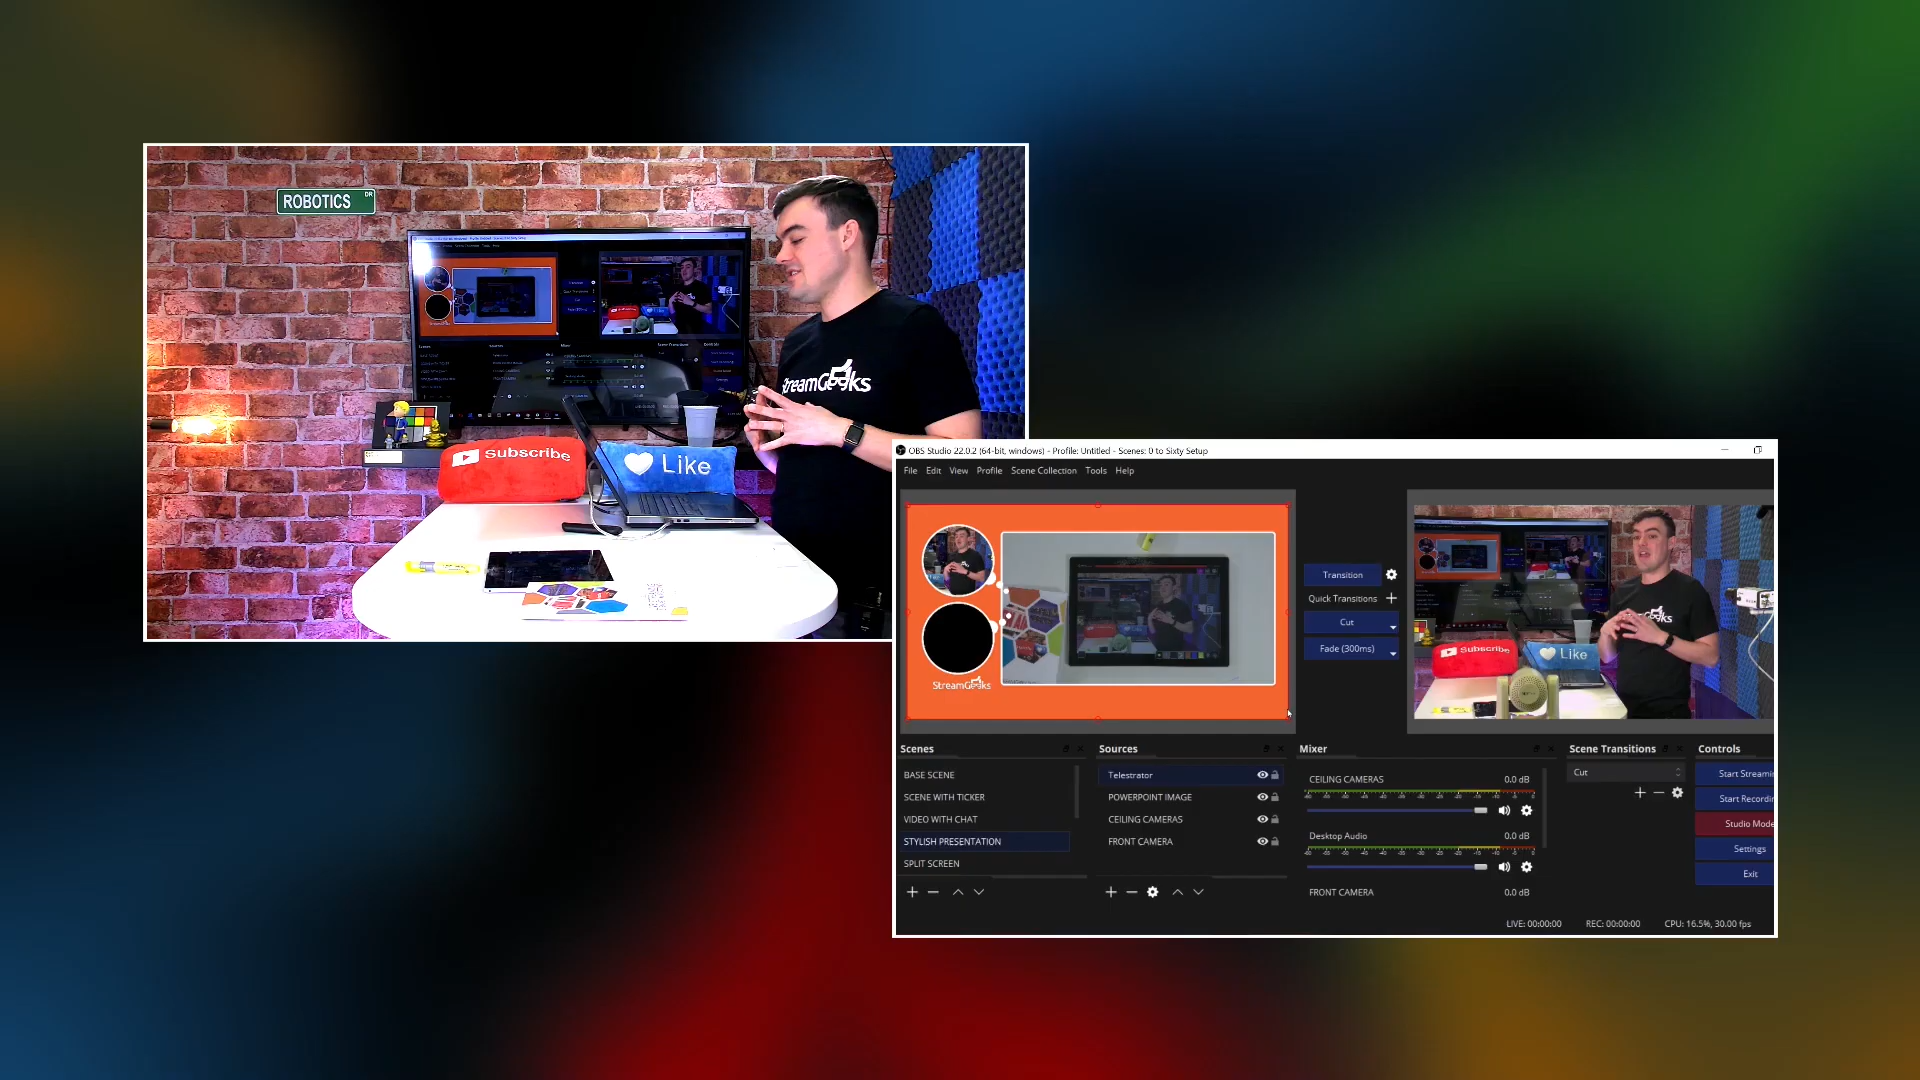 ROBOTICS DR
StreamGeeks
Subscribe
Like
OBS Studio 22.0.2 (64-bit, windows) - Profile: Untitled - Scenes: 0 to Sixty Setup
File Edit View Profile Scene Collection Tools Help
StreamGeeks
Transition
Quick Transitions
Cut
Fade (300ms)
Subscribe
Like
Scenes
BASE SCENE
SCENE WITH TICKER
VIDEO WITH CHAT
STYLISH PRESENTATION
SPLIT SCREEN
Sources
Telestrator
POWERPOINT IMAGE
CEILING CAMERAS
FRONT CAMERA
Mixer
CEILING CAMERAS 0.0 dB
Desktop Audio 0.0 dB
FRONT CAMERA 0.0 dB
Scene Transitions
Cut
Controls
Start Streami
Start Recordin
Studio Mode
Settings
Exit
LIVE: 00:00:00 REC: 00:00:00 CPU: 16.5%, 30.00 fps